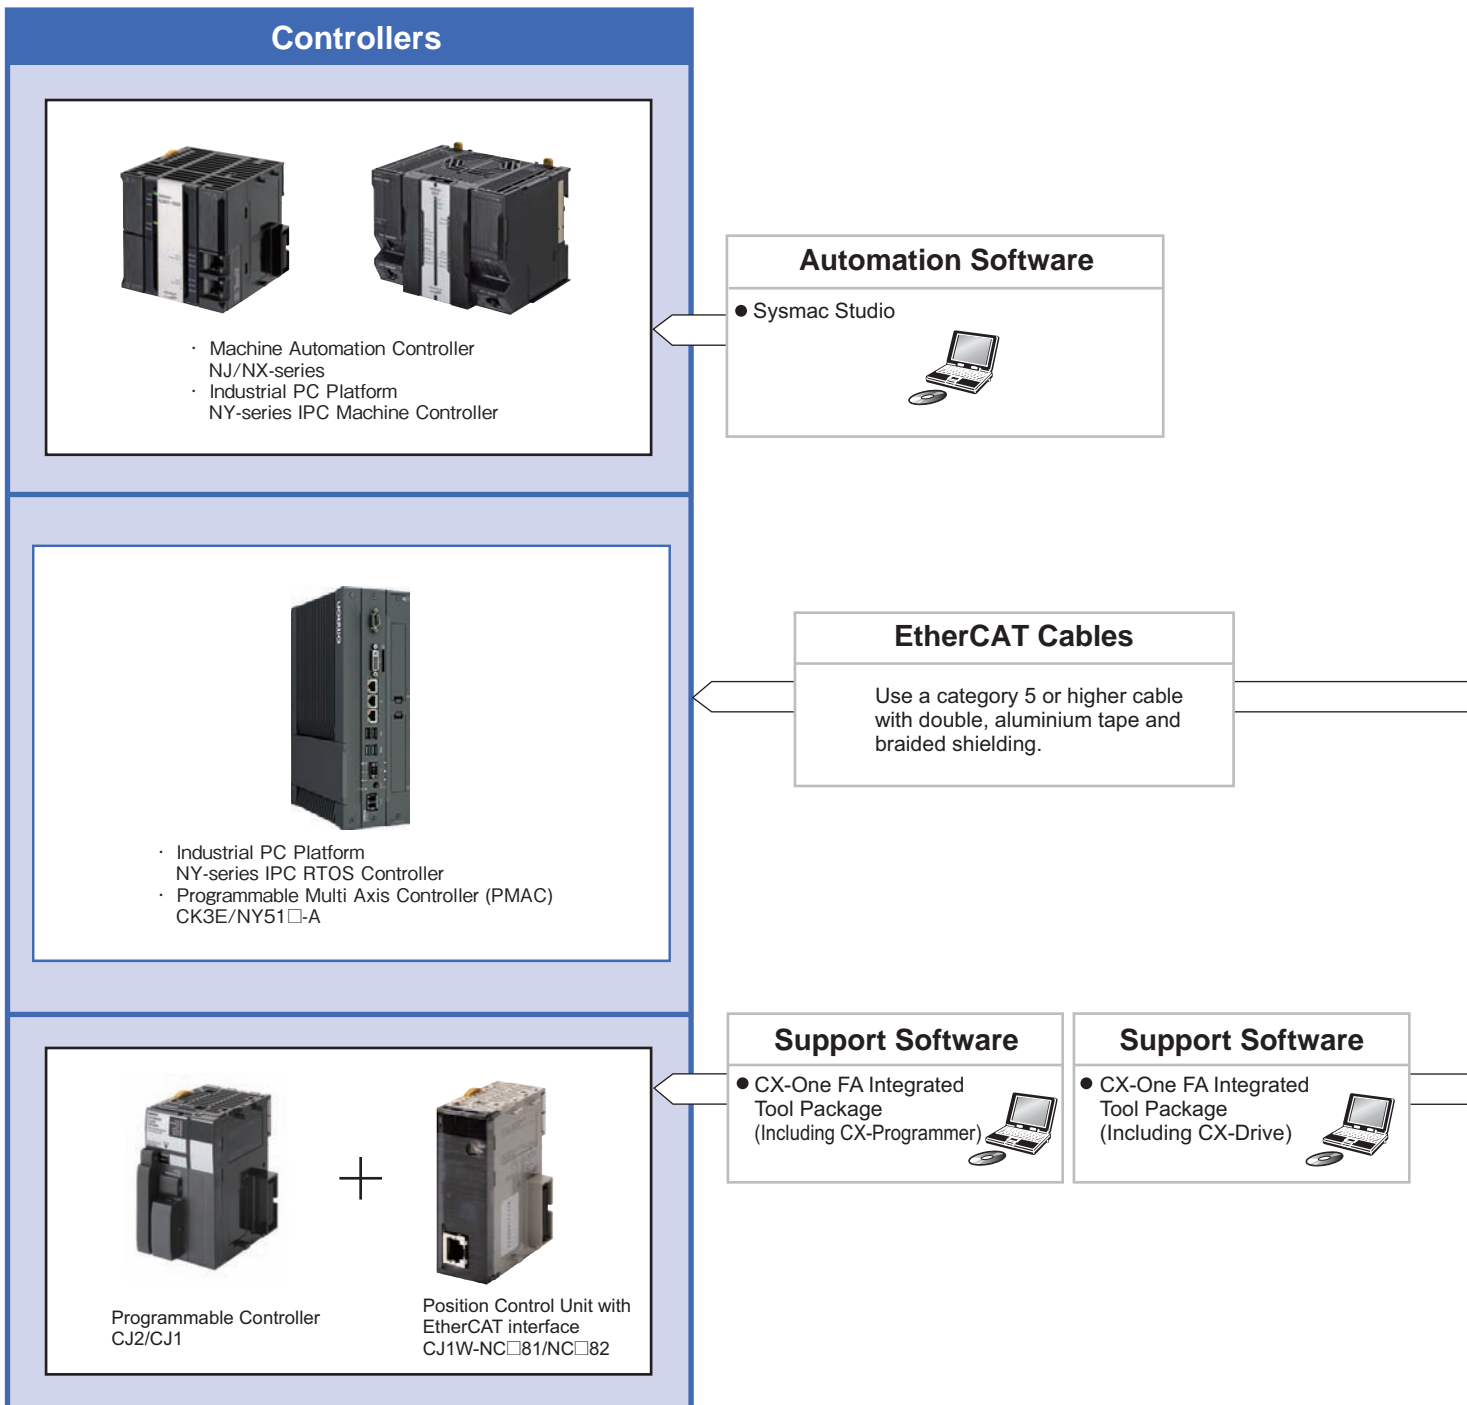 Controllers
· Machine Automation Controller
NJ/NX-series
· Industrial PC Platform
NY-series IPC Machine Controller
Automation Software
● Sysmac Studio
OMRON
· Industrial PC Platform
NY-series IPC RTOS Controller
· Programmable Multi Axis Controller (PMAC)
CK3E/NY51□-A
EtherCAT Cables
Use a category 5 or higher cable
with double, aluminium tape and
braided shielding.
Programmable Controller
CJ2/CJ1
Position Control Unit with
EtherCAT interface
CJ1W-NC□81/NC□82
Support Software
● CX-One FA Integrated
Tool Package
(Including CX-Programmer)
Support Software
● CX-One FA Integrated
Tool Package
(Including CX-Drive)